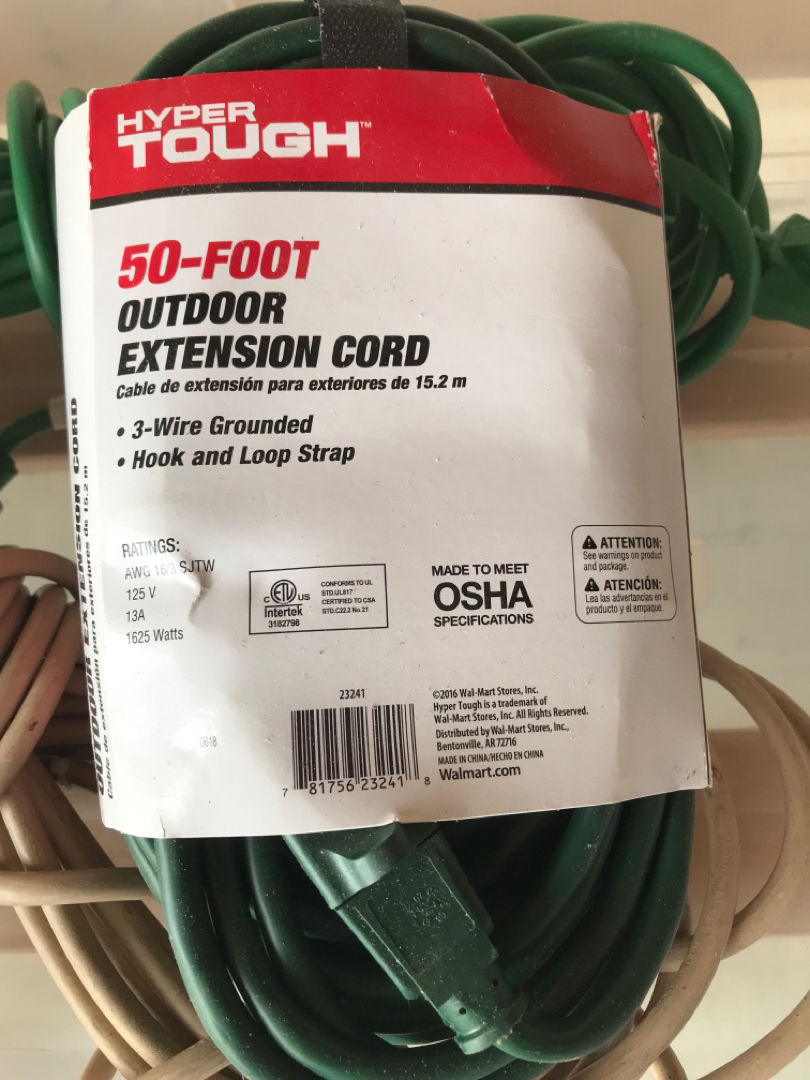 HYPER
TOUGH™
50-FOOT
OUTDOOR
EXTENSION CORD
Cable de extensión para exteriores de 15.2 m
• 3-Wire Grounded
• Hook and Loop Strap
OUTDOOR EXTENSION CORD
Cable de extensión para exteriores de 15.2 m
RATINGS:
AWG 16/3 SJTW
125 V
13A
1625 Watts
c ETL us
Intertek
3182798
CONFORMS TO UL
STD.UL817
CERTIFIED TO CSA
STD.C22.2 No.21
MADE TO MEET
OSHA
SPECIFICATIONS
ATTENTION:
See warnings on product
and package.
ATENCIÓN:
Lea las advertencias en el
producto y el empaque.
0618
23241
7 81756 23241 8
©2016 Wal-Mart Stores, Inc.
Hyper Tough is a trademark of
Wal-Mart Stores, Inc. All Rights Reserved.
Distributed by Wal-Mart Stores, Inc.,
Bentonville, AR 72716
MADE IN CHINA/HECHO EN CHINA
Walmart.com